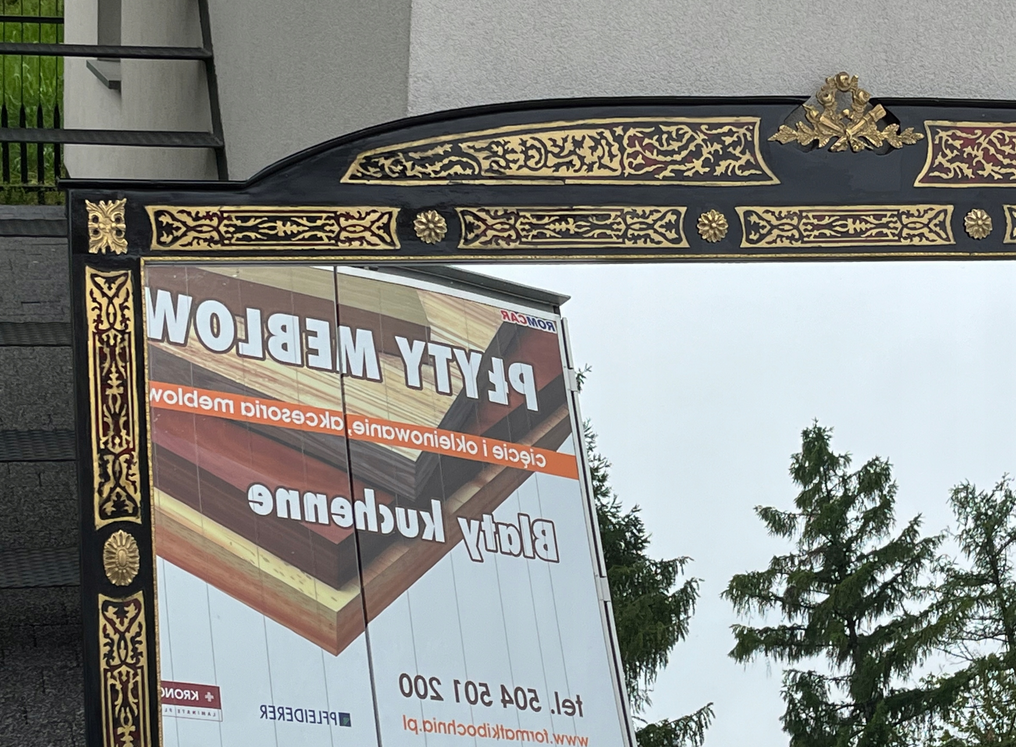 ROMCAR
PŁYTY MEBLOW
cięcie i okleinowanie, akcesoria meblow
Blaty kuchenne
tel. 504 501 200
www.formatkibochnia.pl
PFLEIDERER
KRONO